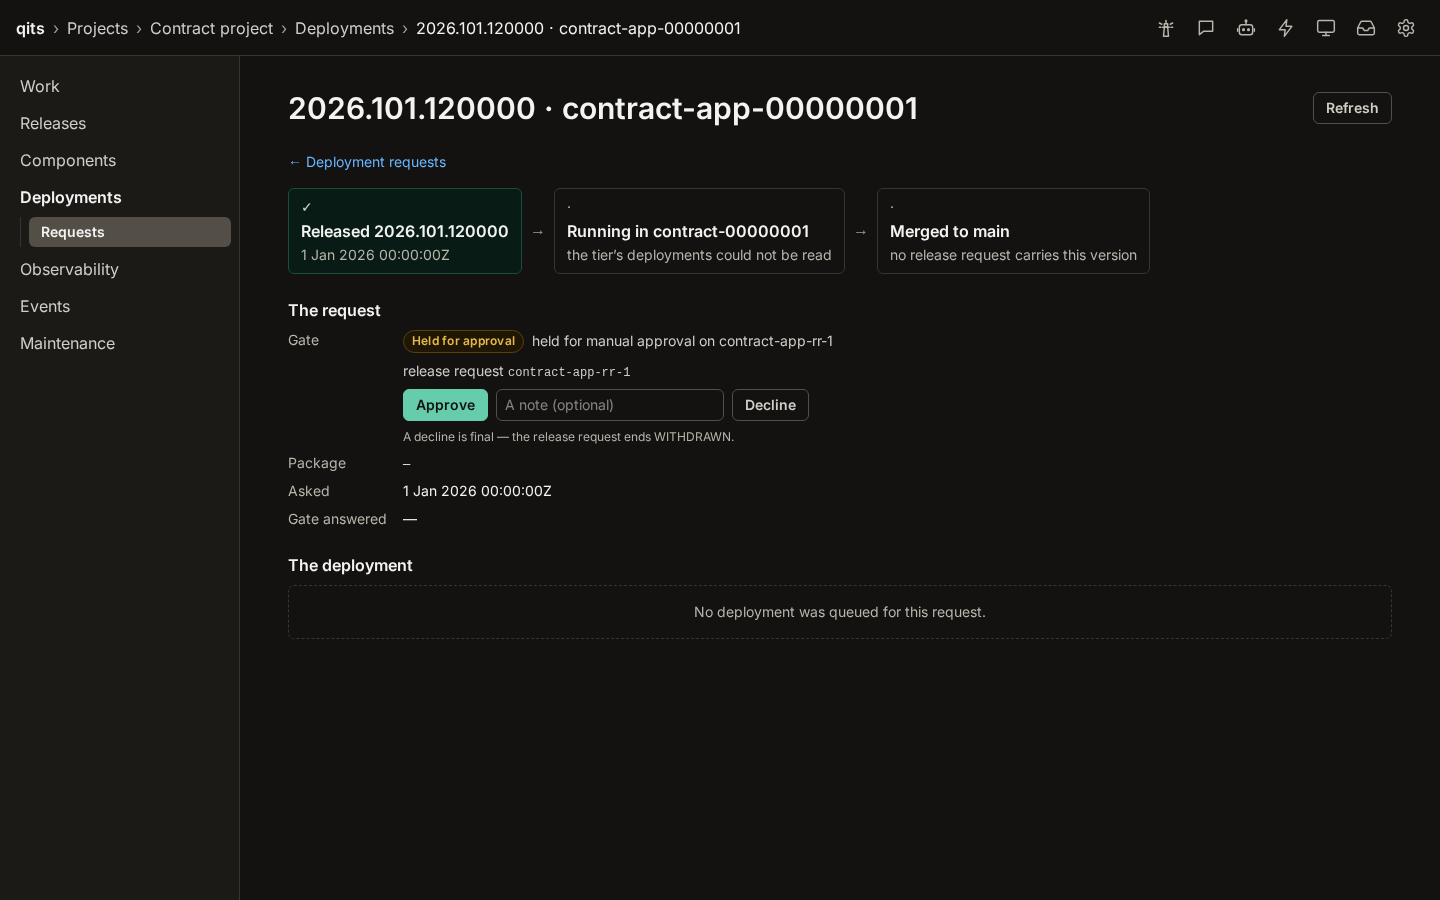 qits › Projects › Contract project › Deployments › 2026.101.120000 · contract-app-00000001
Work
Releases
Components
Deployments
Requests
Observability
Events
Maintenance
2026.101.120000 · contract-app-00000001
Refresh
← Deployment requests
✓
Released 2026.101.120000
1 Jan 2026 00:00:00Z
→
·
Running in contract-00000001
the tier’s deployments could not be read
→
·
Merged to main
no release request carries this version
The request
Gate
Held for approval held for manual approval on contract-app-rr-1
release request contract-app-rr-1
Approve A note (optional) Decline
A decline is final — the release request ends WITHDRAWN.
Package –
Asked 1 Jan 2026 00:00:00Z
Gate answered —
The deployment
No deployment was queued for this request.